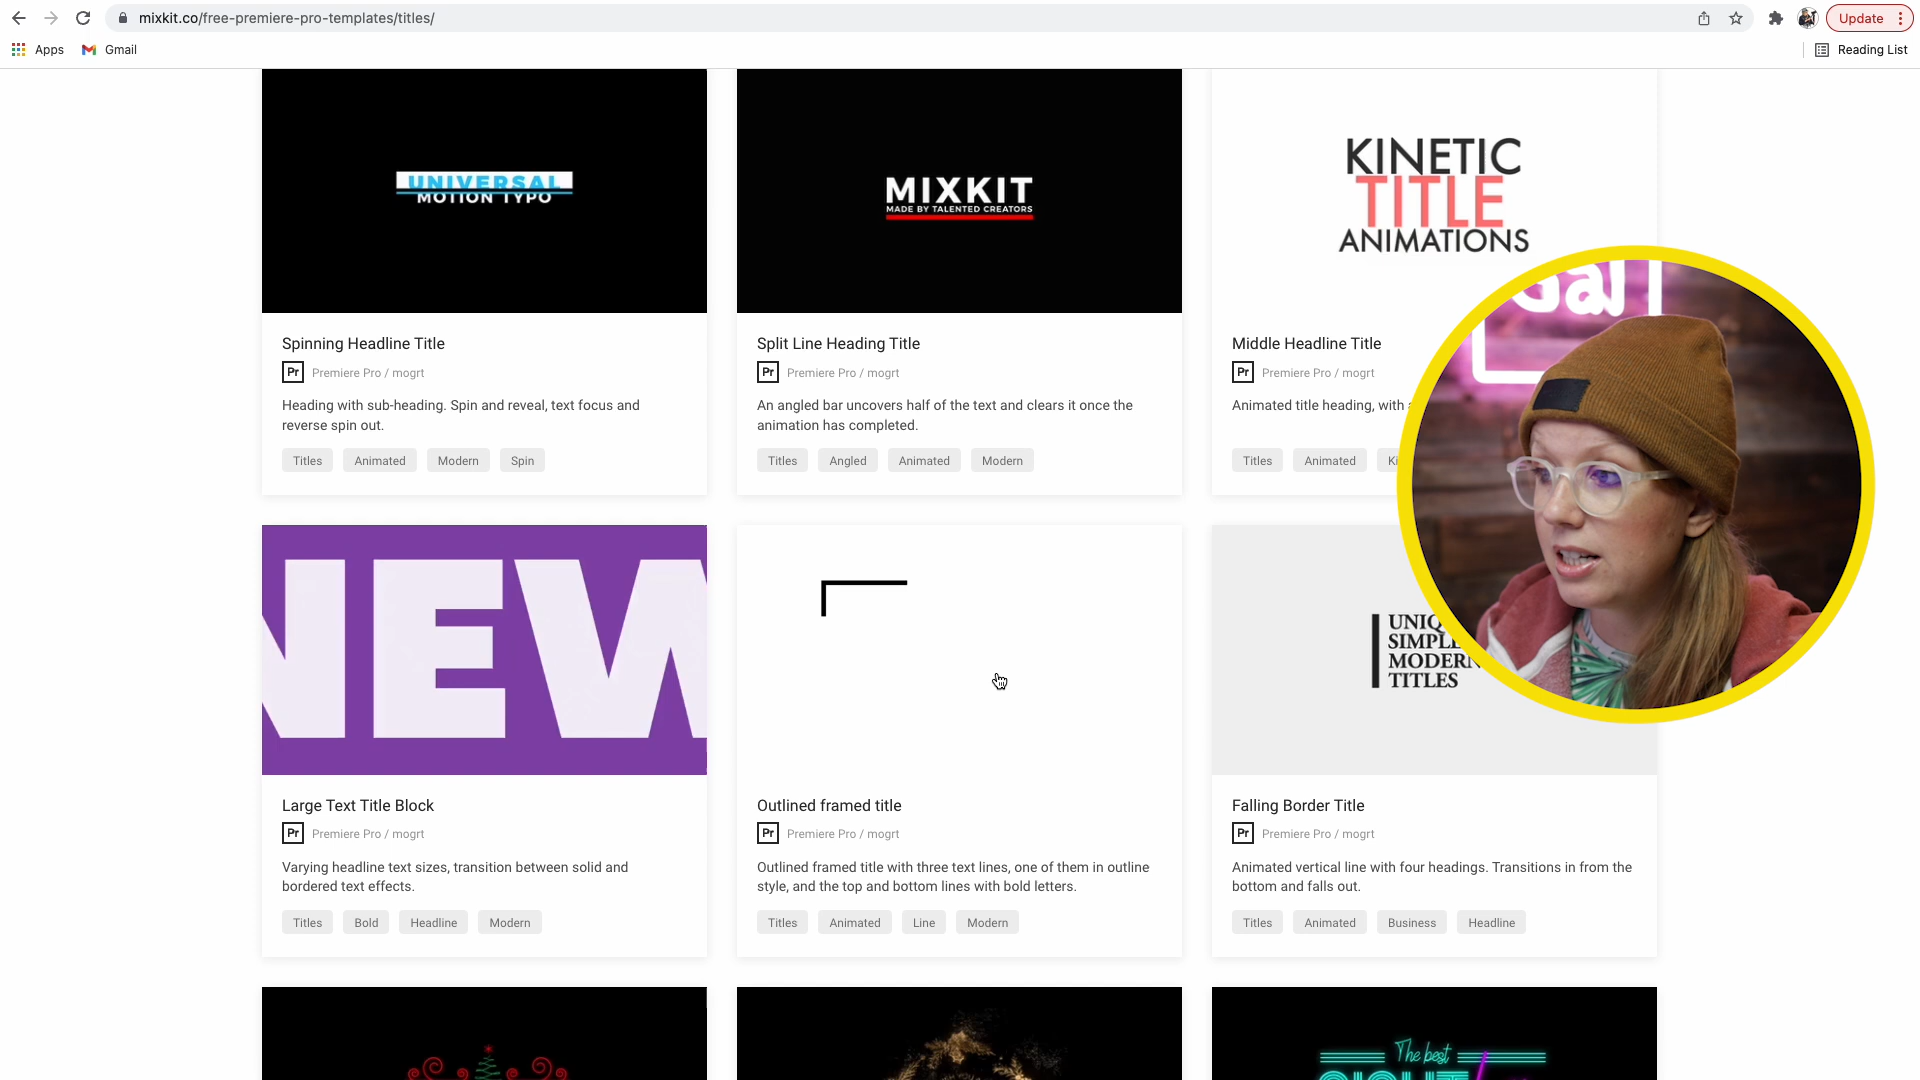 mixkit.co/free-premiere-pro-templates/titles/
Update
Apps
Gmail
Reading List
UNIVERSAL
MOTION TYPO
MIXKIT
MADE BY TALENTED CREATORS
KINETIC
TITLE
ANIMATIONS
Gal
Spinning Headline Title
Pr Premiere Pro / mogrt
Heading with sub-heading. Spin and reveal, text focus and
reverse spin out.
Titles Animated Modern Spin
Split Line Heading Title
Pr Premiere Pro / mogrt
An angled bar uncovers half of the text and clears it once the
animation has completed.
Titles Angled Animated Modern
Middle Headline Title
Pr Premiere Pro / mogrt
Animated title heading, with
Titles Animated
NEW
Large Text Title Block
Pr Premiere Pro / mogrt
Varying headline text sizes, transition between solid and
bordered text effects.
Titles Bold Headline Modern
Outlined framed title
Pr Premiere Pro / mogrt
Outlined framed title with three text lines, one of them in outline
style, and the top and bottom lines with bold letters.
Titles Animated Line Modern
MODERN
TITLES
Falling Border Title
Pr Premiere Pro / mogrt
Animated vertical line with four headings. Transitions in from the
bottom and falls out.
Titles Animated Business Headline
The best